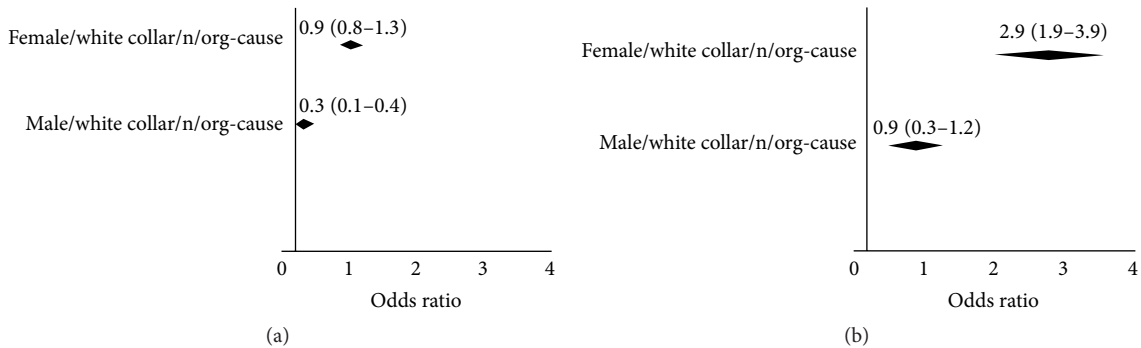 0.9 (0.8–1.3)
Female/white collar/n/org-cause
0.3 (0.1–0.4)
Male/white collar/n/org-cause
0 1 2 3 4
Odds ratio
(a)
2.9 (1.9–3.9)
Female/white collar/n/org-cause
0.9 (0.3–1.2)
Male/white collar/n/org-cause
0 1 2 3 4
Odds ratio
(b)